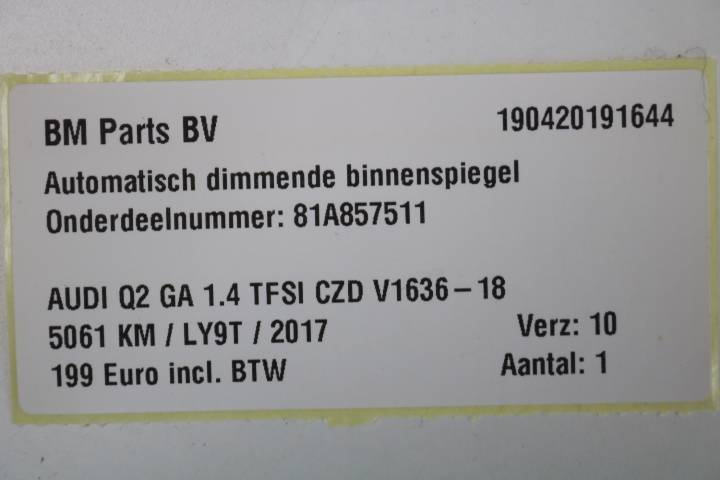 BM Parts BV 190420191644
Automatisch dimmende binnenspiegel
Onderdeelnummer: 81A857511
AUDI Q2 GA 1.4 TFSI CZD V1636-18
5061 KM / LY9T / 2017 Verz: 10
199 Euro incl. BTW Aantal: 1